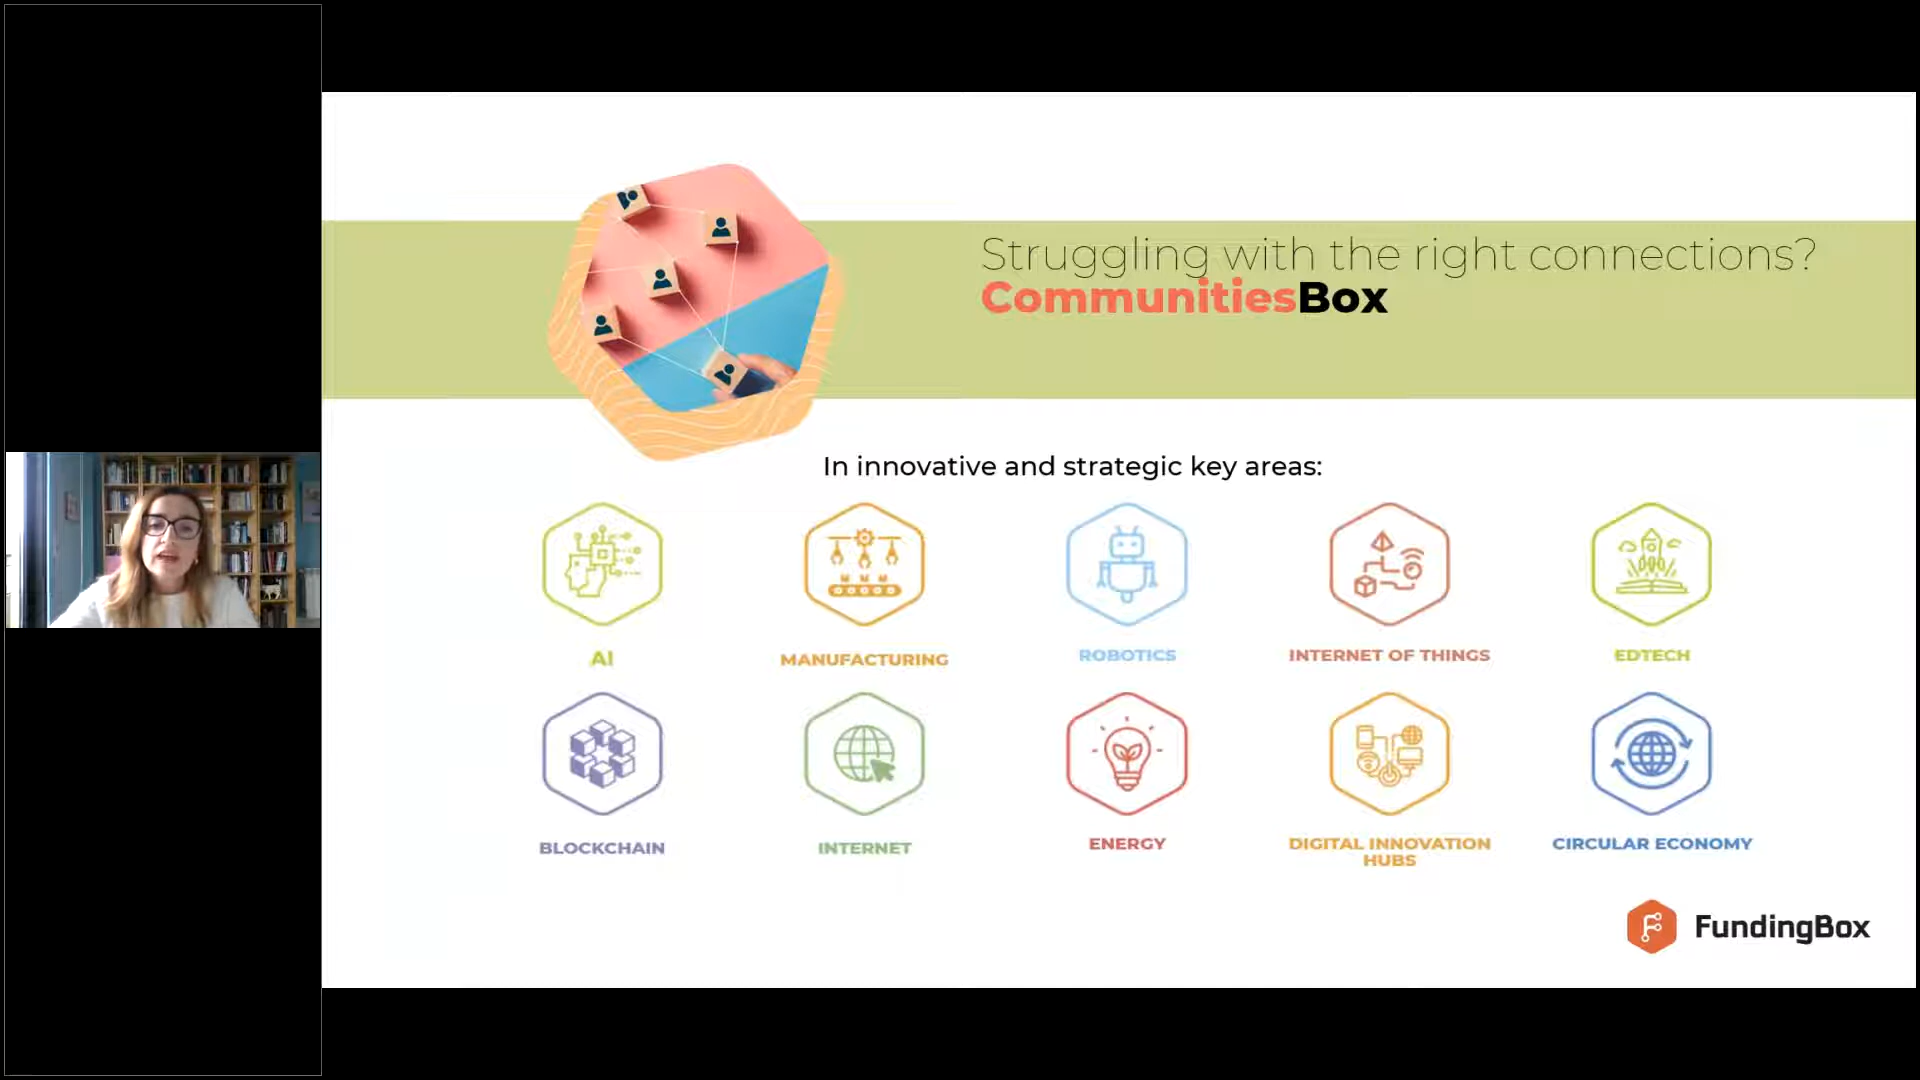 Struggling with the right connections?
CommunitiesBox
In innovative and strategic key areas:
AI
MANUFACTURING
ROBOTICS
INTERNET OF THINGS
EDTECH
BLOCKCHAIN
INTERNET
ENERGY
DIGITAL INNOVATION
HUBS
CIRCULAR ECONOMY
FundingBox